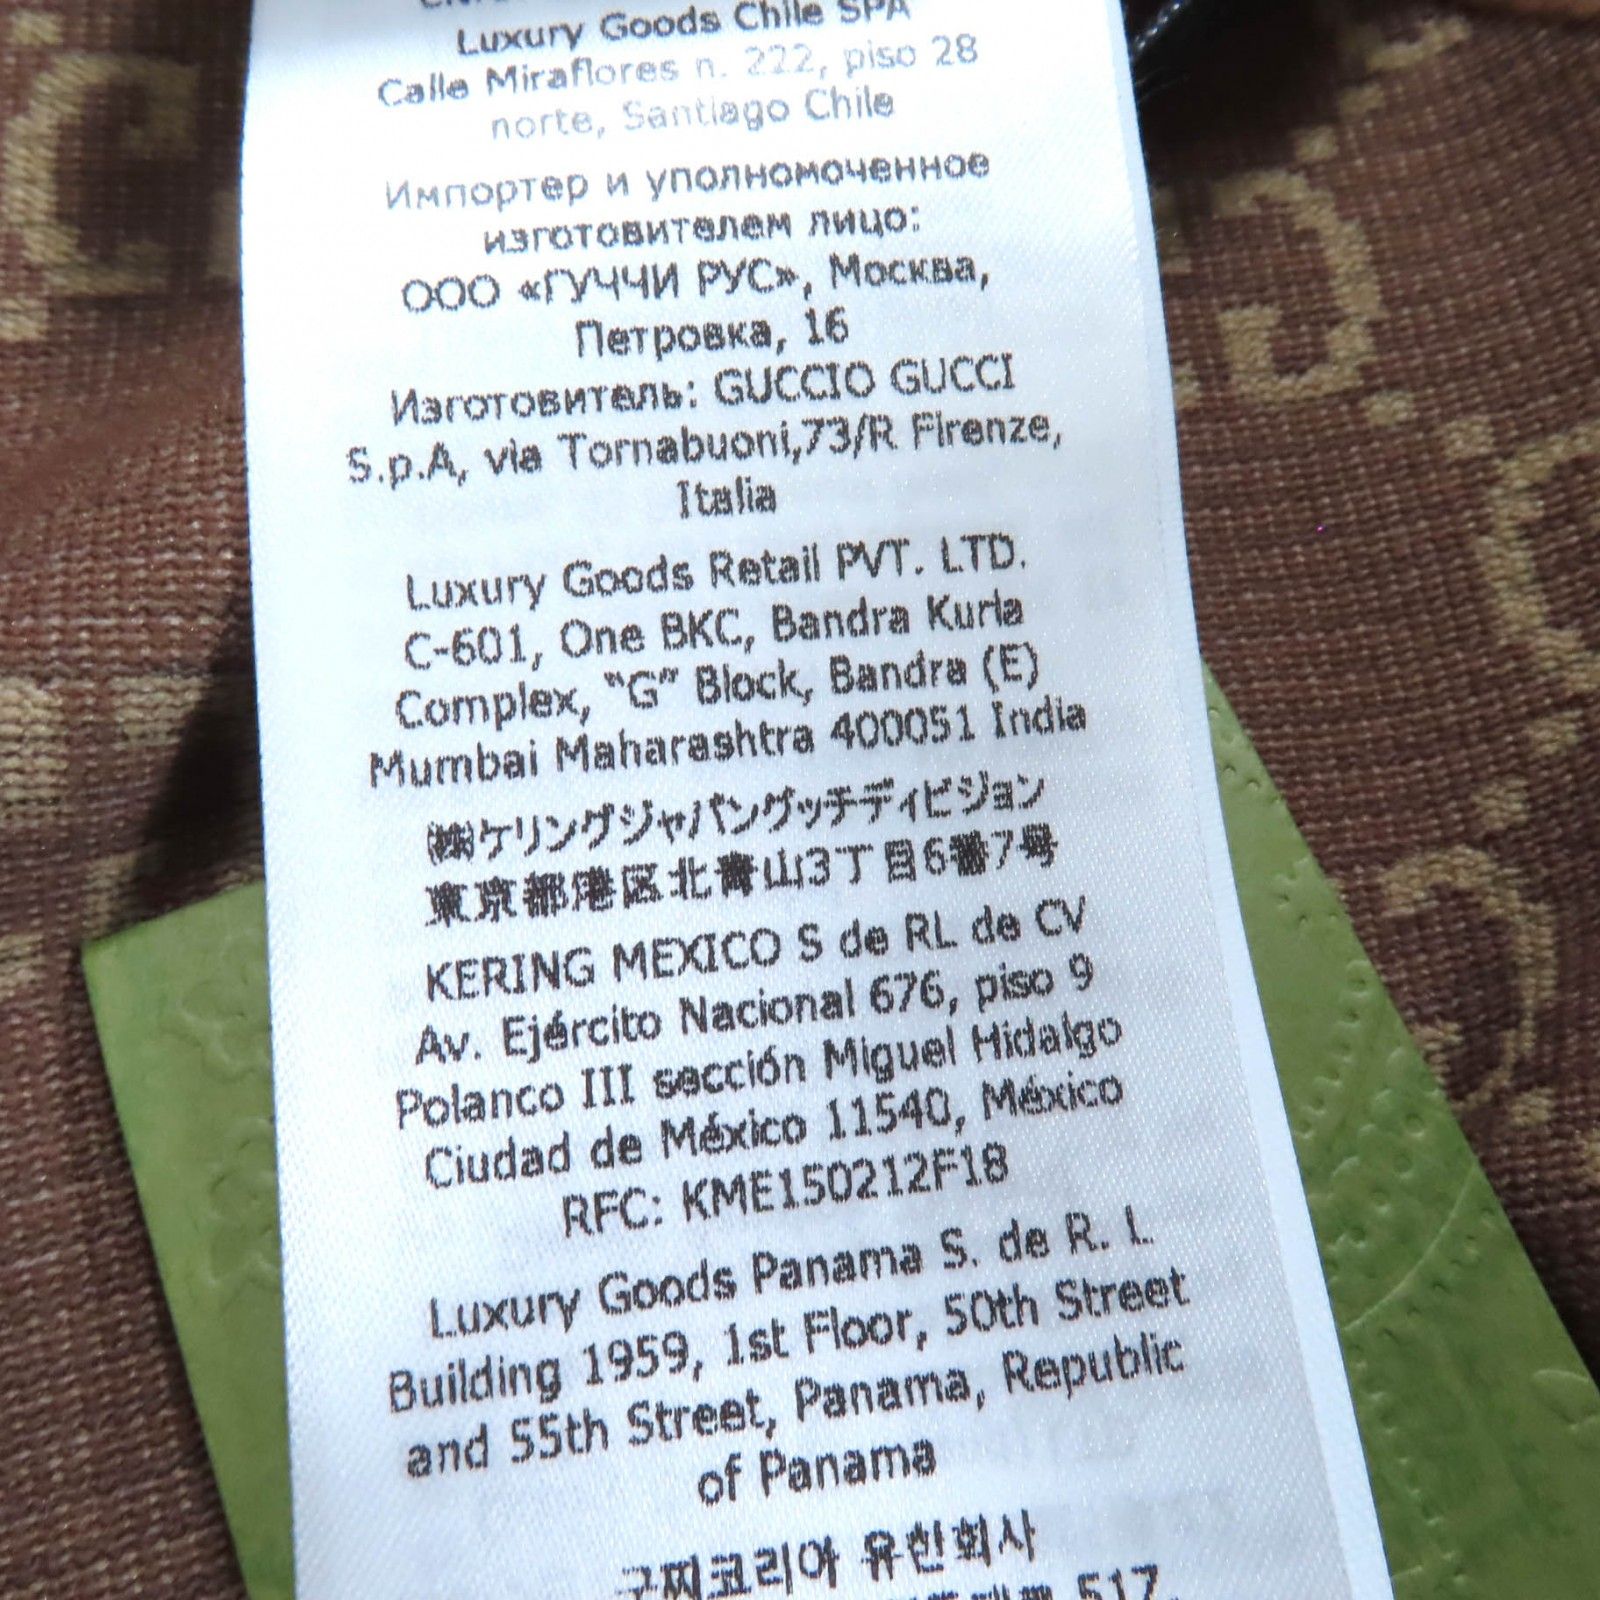 Luxury Goods Chile SPA
Calle Miraflores n. 222, piso 28
norte, Santiago Chile
Импортер и уполномоченное
изготовителем лицо:
ООО «ГУЧЧИ РУС», Москва,
Петровка, 16
Изготовитель: GUCCIO GUCCI
S.p.A, via Tornabuoni,73/R Firenze,
Italia
Luxury Goods Retail PVT. LTD.
C-601, One BKC, Bandra Kurla
Complex, "G" Block, Bandra (E)
Mumbai Maharashtra 400051 India
㈱ケリングジャパングッチディビジョン
東京都港区北青山3丁目6番7号
KERING MEXICO S de RL de CV
Av. Ejército Nacional 676, piso 9
Polanco III sección Miguel Hidalgo
Ciudad de México 11540, México
RFC: KME150212F18
Luxury Goods Panama S. de R. L
Building 1959, 1st Floor, 50th Street
and 55th Street, Panama, Republic
of Panama
구찌코리아 유한회사
517,